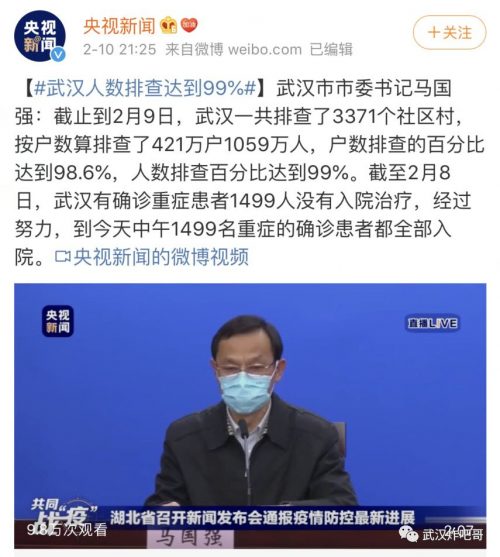 央视新闻
央视
新闻
加油
+关注
2-10 21:25 来自微博 weibo.com 已编辑
【#武汉人数排查达到99%#】武汉市市委书记马国
强：截止到2月9日，武汉一共排查了3371个社区村，
按户数算排查了421万户1059万人，户数排查的百分比
达到98.6%，人数排查百分比达到99%。截至2月8
日，武汉有确诊重症患者1499人没有入院治疗，经过
努力，到今天中午1499名重症的确诊患者都全部入
院。央视新闻的微博视频
央视
新闻
直播LIVE
共同
战“疫”
湖北省召开新闻发布会通报疫情防控最新进展
9.8万次观看
2:07
马国强
武汉炸吧哥